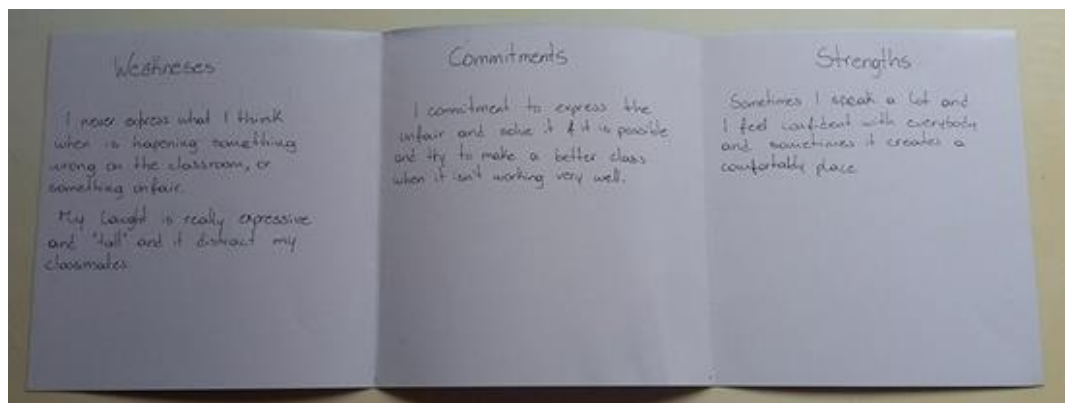 Weakneses
I never express what I think
when is hapening something
wrong on the classroom, or
something unfair.
My laught is really expressive
and "tall" and it distract my
classmates.
Commitments
I commitment to express the
unfair and solve it if it is possible
and try to make a better class
when it isn't working very well.
Strengths
Sometimes I speak a lot and
I feel confident with everybody
and sometimes it creates a
comfortably place